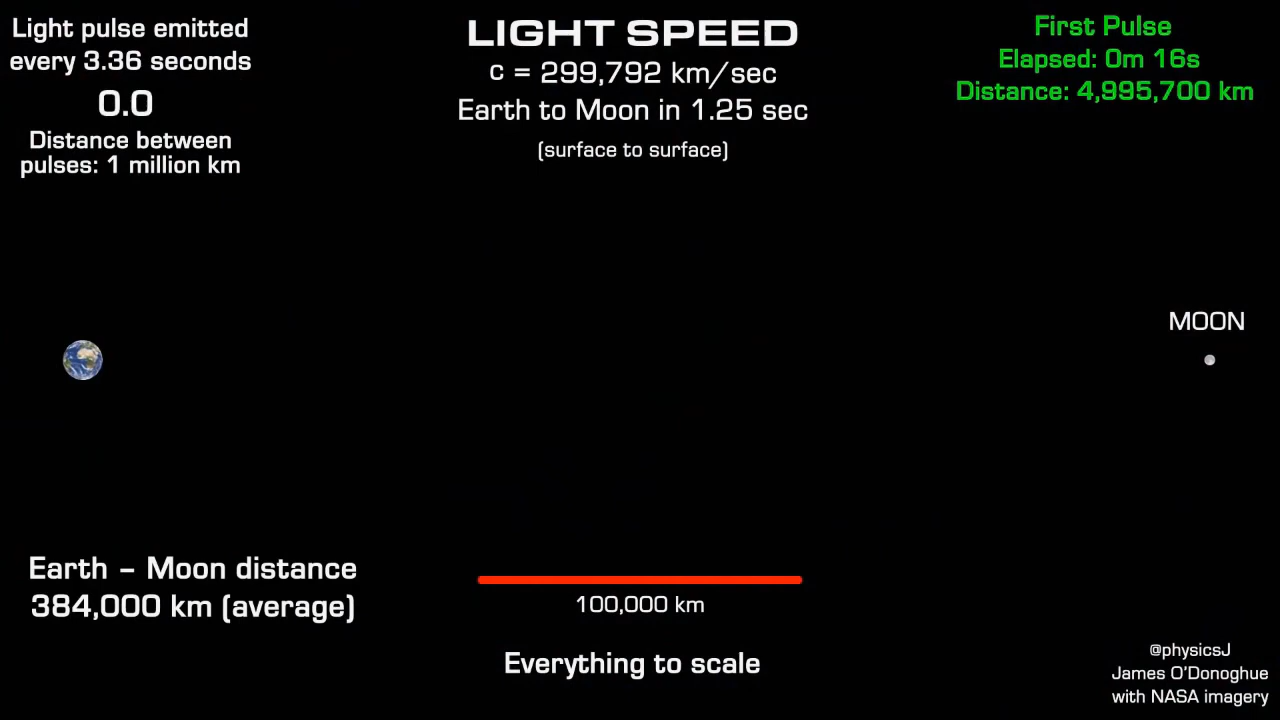 Light pulse emitted
every 3.36 seconds
0.0
Distance between
pulses: 1 million km
LIGHT SPEED
c = 299,792 km/sec
Earth to Moon in 1.25 sec
(surface to surface)
First Pulse
Elapsed: 0m 16s
Distance: 4,995,700 km
MOON
Earth – Moon distance
384,000 km (average)
100,000 km
Everything to scale
@physicsJ
James O'Donoghue
with NASA imagery